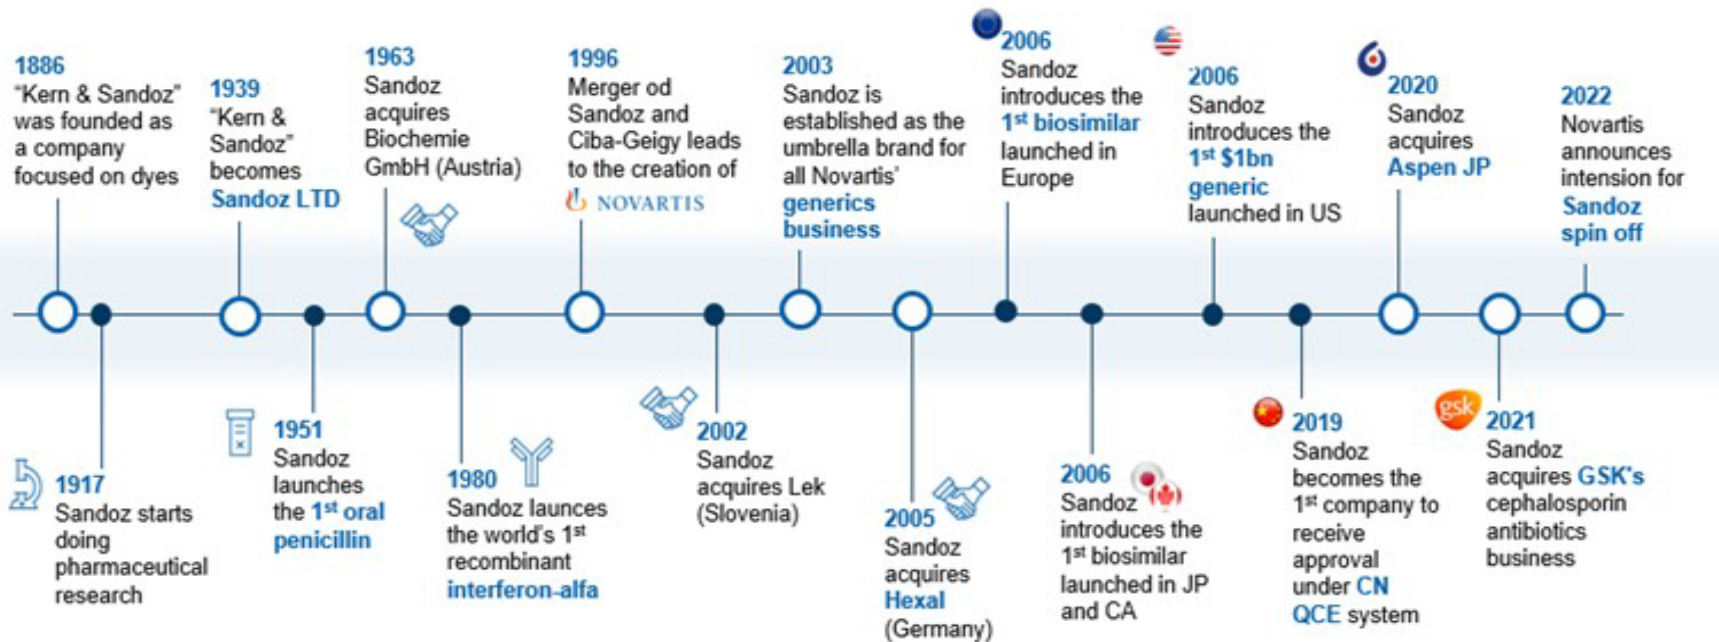 1886
“Kern & Sandoz”
was founded as
a company
focused on dyes
1917
Sandoz starts
doing
pharmaceutical
research
1939
“Kern &
Sandoz”
becomes
Sandoz LTD
1951
Sandoz
launches
the 1st oral
penicillin
1963
Sandoz
acquires
Biochemie
GmbH (Austria)
1980
Sandoz launces
the world’s 1st
recombinant
interferon-alfa
1996
Merger od
Sandoz and
Ciba-Geigy leads
to the creation of
NOVARTIS
2002
Sandoz
acquires Lek
(Slovenia)
2003
Sandoz is
established as the
umbrella brand for
all Novartis’
generics
business
2005
Sandoz
acquires
Hexal
(Germany)
2006
Sandoz
introduces the
1st biosimilar
launched in
Europe
2006
Sandoz
introduces the
1st biosimilar
launched in JP
and CA
2006
Sandoz
introduces the
1st $1bn
generic
launched in US
2019
Sandoz
becomes the
1st company to
receive
approval
under CN
QCE system
2020
Sandoz
acquires
Aspen JP
gsk
2021
Sandoz
acquires GSK's
cephalosporin
antibiotics
business
2022
Novartis
announces
intension for
Sandoz
spin off